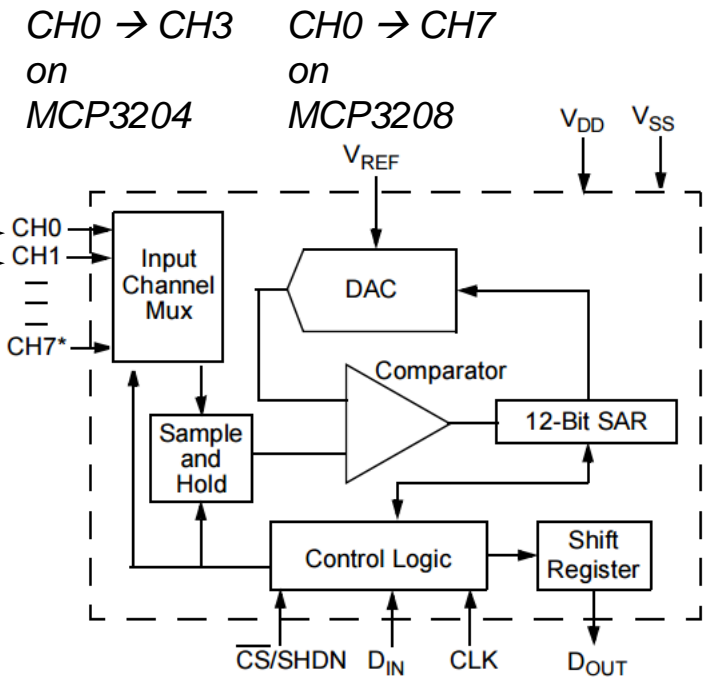 CH0 → CH3
on
MCP3204
CH0 → CH7
on
MCP3208
VDD
VSS
VREF
CH0
CH1
CH7*
Input
Channel
Mux
DAC
Comparator
Sample
and
Hold
12-Bit SAR
Control Logic
Shift
Register
CS/SHDN
DIN
CLK
DOUT